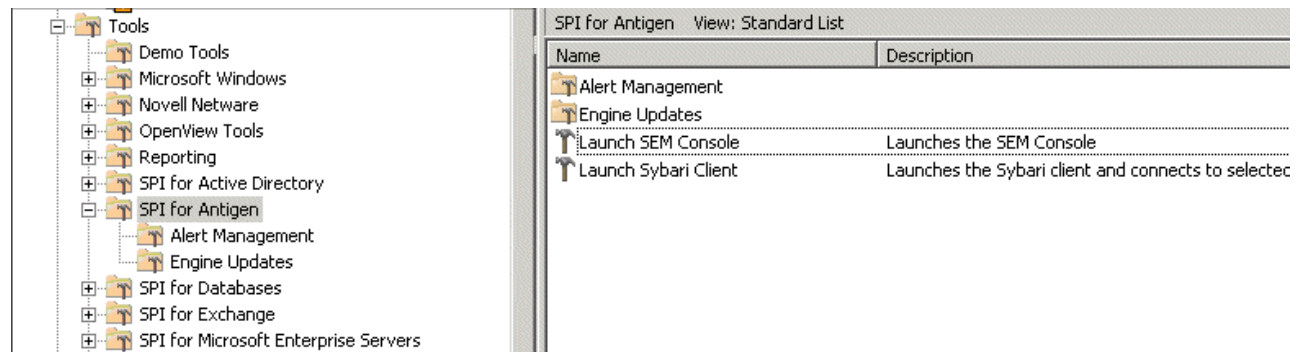 Tools
Demo Tools
Microsoft Windows
Novell Netware
OpenView Tools
Reporting
SPI for Active Directory
SPI for Antigen
Alert Management
Engine Updates
SPI for Databases
SPI for Exchange
SPI for Microsoft Enterprise Servers
SPI for Antigen View: Standard List
Name Description
Alert Management
Engine Updates
Launch SEM Console Launches the SEM Console
Launch Sybari Client Launches the Sybari client and connects to selected